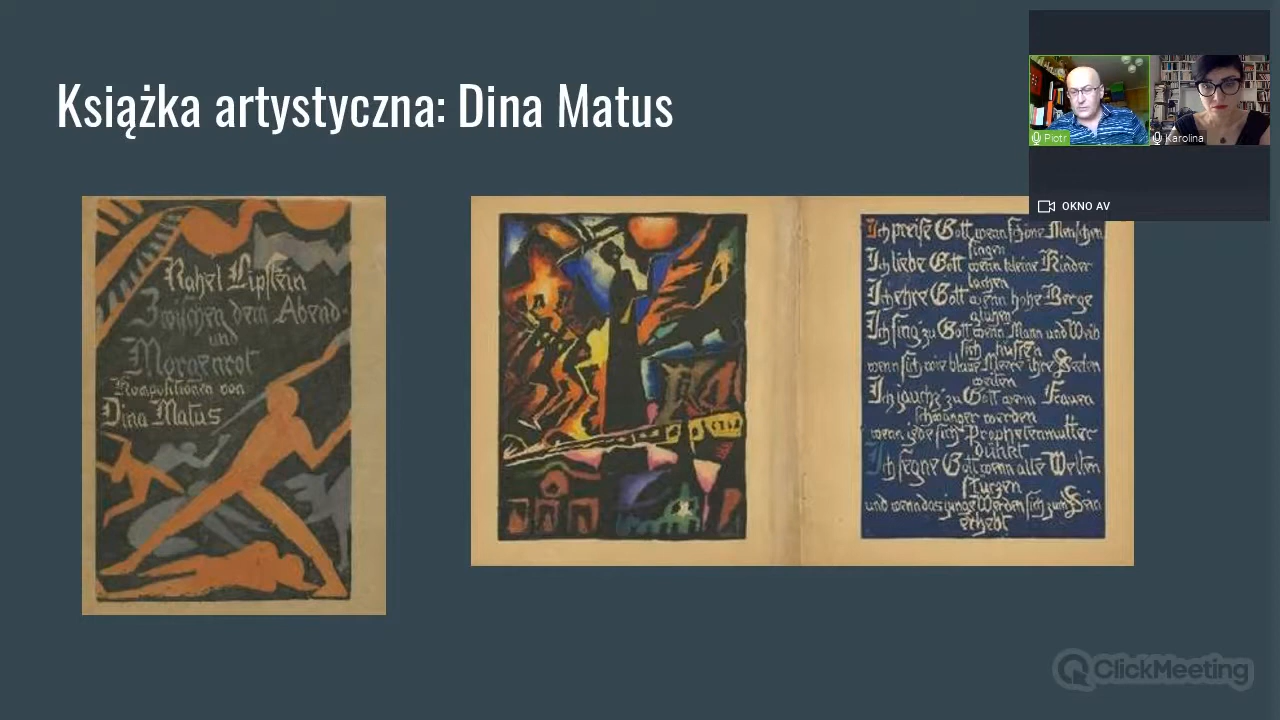 Książka artystyczna: Dina Matus
Piotr
Karolina
OKNO AV
Rahel Lipstein
Zwischen dem Abend-
und
Morgenrot
Kompositionen von
Dina Matus
Ich preise Gott wenn schöne Menschen
singen
Ich liebe Gott wenn kleine Kinder
lachen
Ich ehre Gott wenn hohe Berge
glühen
Ich sing zu Gott wenn Mann und Weib
sich küssen
wenn sich wie blaue Meere ihre Seelen
weiten
Ich jauchz zu Gott wenn Frauen
schwanger werden
wenn jede sich Prophetenmutter
dünkt
Ich segne Gott wenn alte Welten
stürzen
und wenn das junge Werden sich zum Sein
erhebt
ClickMeeting